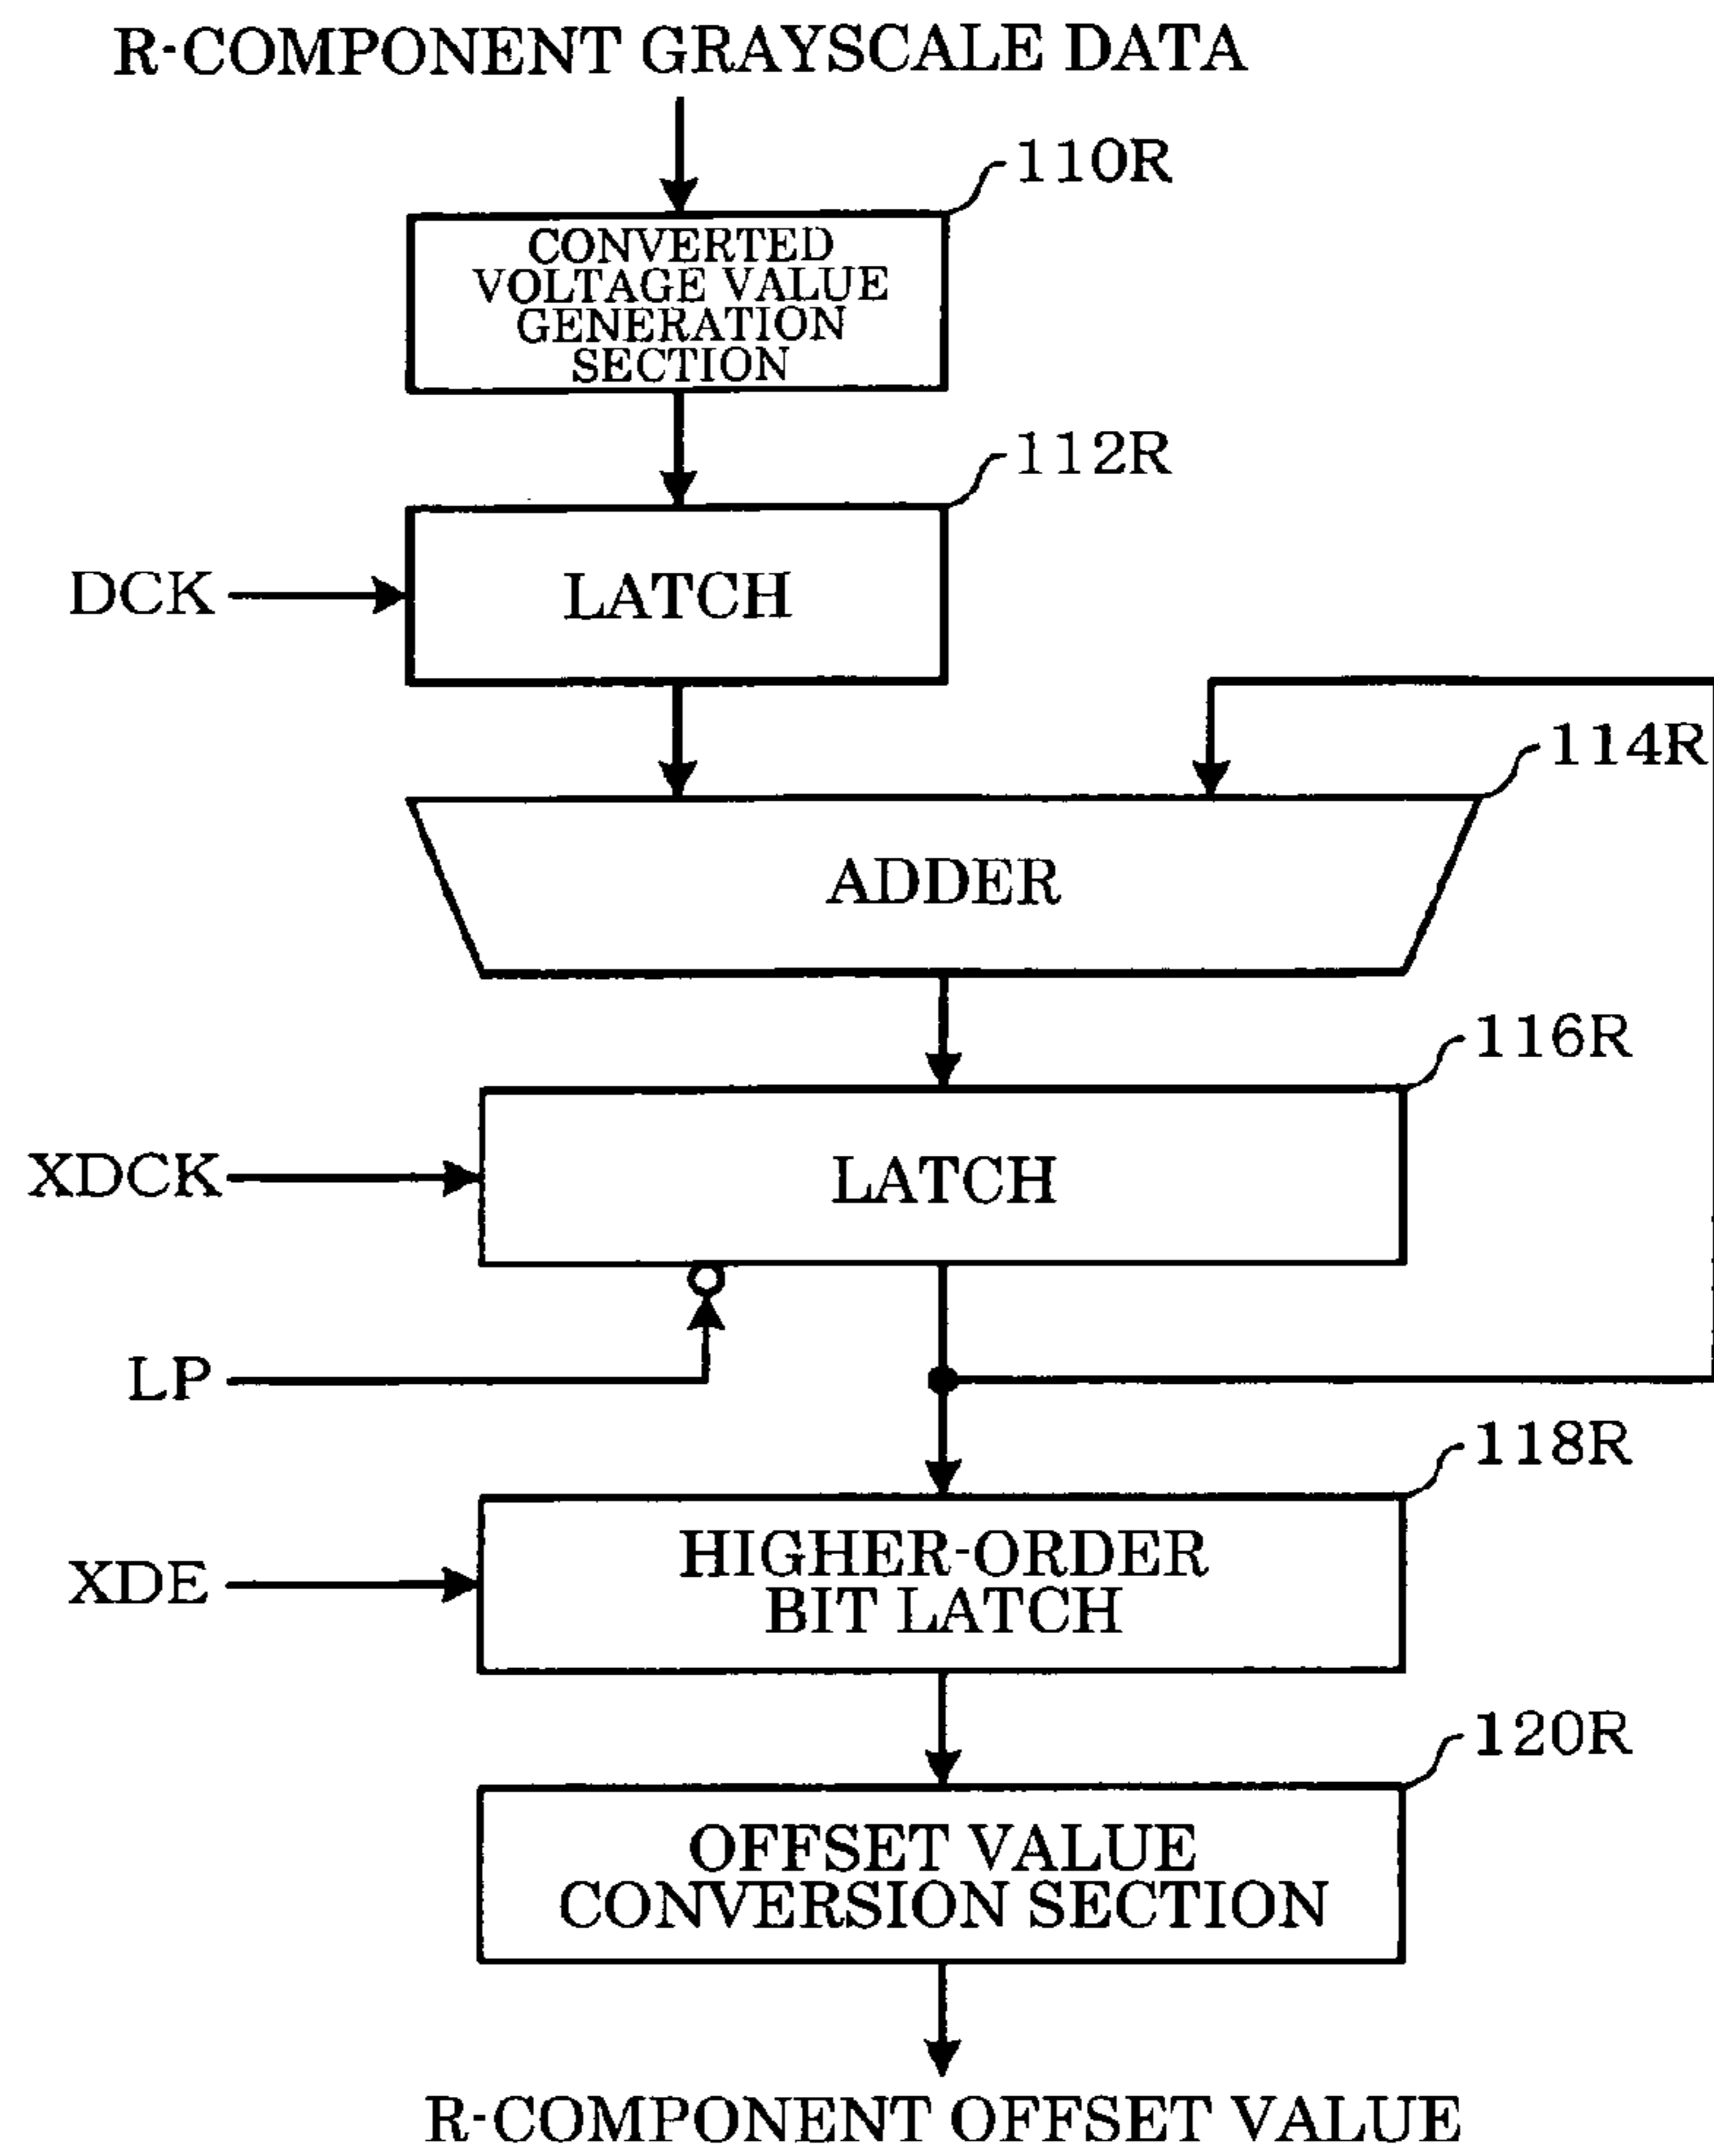 R-COMPONENT GRAYSCALE DATA
110R
CONVERTED
VOLTAGE VALUE
GENERATION
SECTION
112R
DCK
LATCH
114R
ADDER
116R
XDCK
LATCH
LP
118R
XDE
HIGHER-ORDER
BIT LATCH
120R
OFFSET VALUE
CONVERSION SECTION
R-COMPONENT OFFSET VALUE